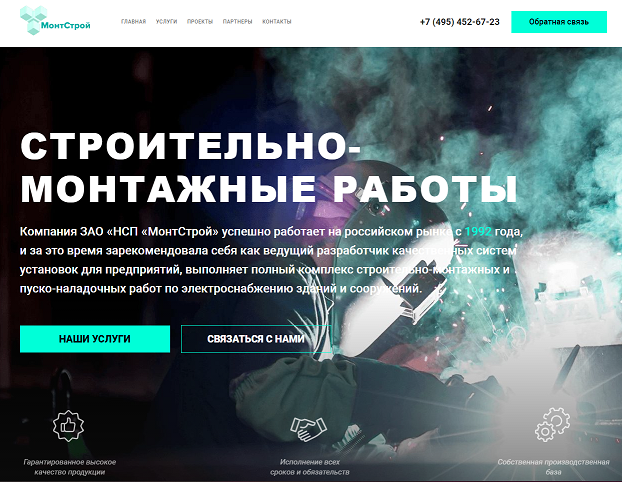 МонтСтрой
ГЛАВНАЯ УСЛУГИ ПРОЕКТЫ ПАРТНЕРЫ КОНТАКТЫ
+7 (495) 452-67-23
Обратная связь
СТРОИТЕЛЬНО-
МОНТАЖНЫЕ РАБОТЫ
Компания ЗАО «НСП «МонтСтрой» успешно работает на российском рынке с 1992 года,
и за это время зарекомендовала себя как ведущий разработчик качественных систем
установок для предприятий, выполняет полный комплекс строительно-монтажных и
пуско-наладочных работ по электроснабжению зданий и сооружений.
НАШИ УСЛУГИ
СВЯЗАТЬСЯ С НАМИ
Гарантированное высокое
качество продукции
Исполнение всех
сроков и обязательств
Собственная производственная
база